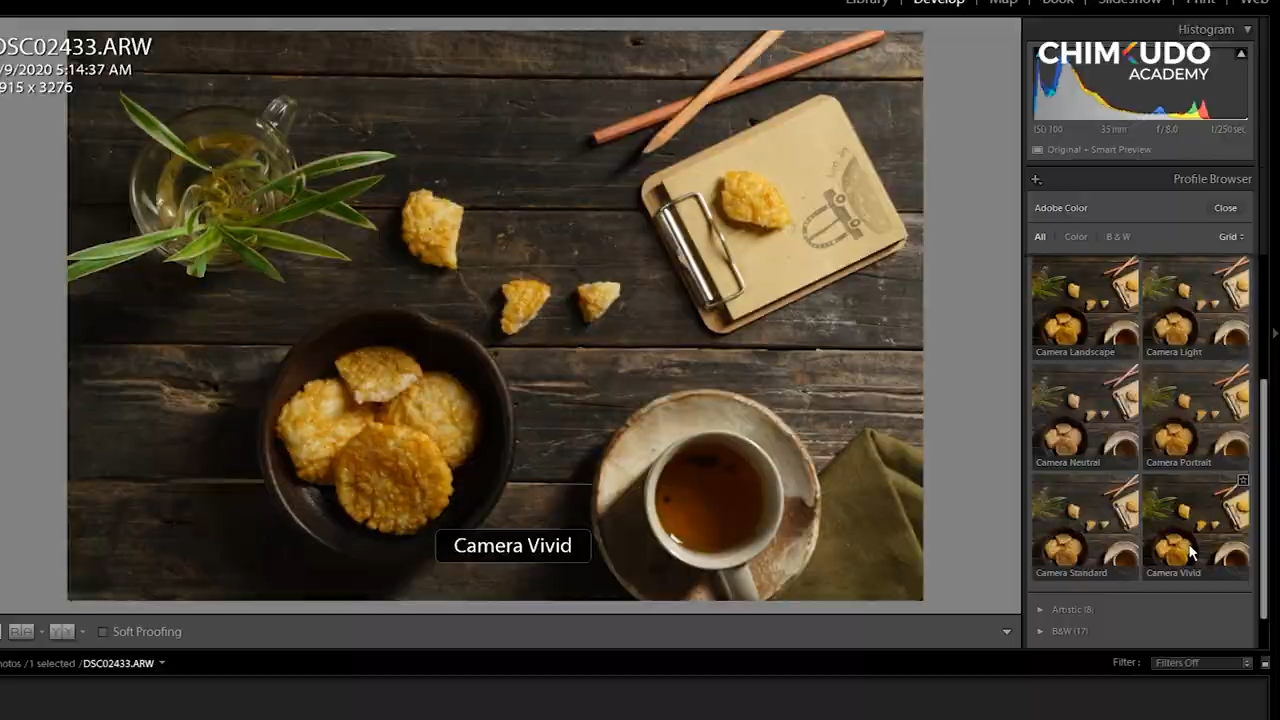 Library | Develop | Map | Book | Slideshow | Print | Web
DSC02433.ARW
/9/2020 5:14:37 AM
915 x 3276
Histogram
CHIMKUDO
ACADEMY
ISO 100 35 mm f / 8.0 1/250 sec
Original + Smart Preview
Profile Browser
Adobe Color Close
All Color B & W Grid
Camera Landscape Camera Light
Camera Neutral Camera Portrait
Camera Vivid
Camera Standard Camera Vivid
Artistic (8)
B&W (17)
Soft Proofing
hotos / 1 selected / DSC02433.ARW
Filter : Filters Off